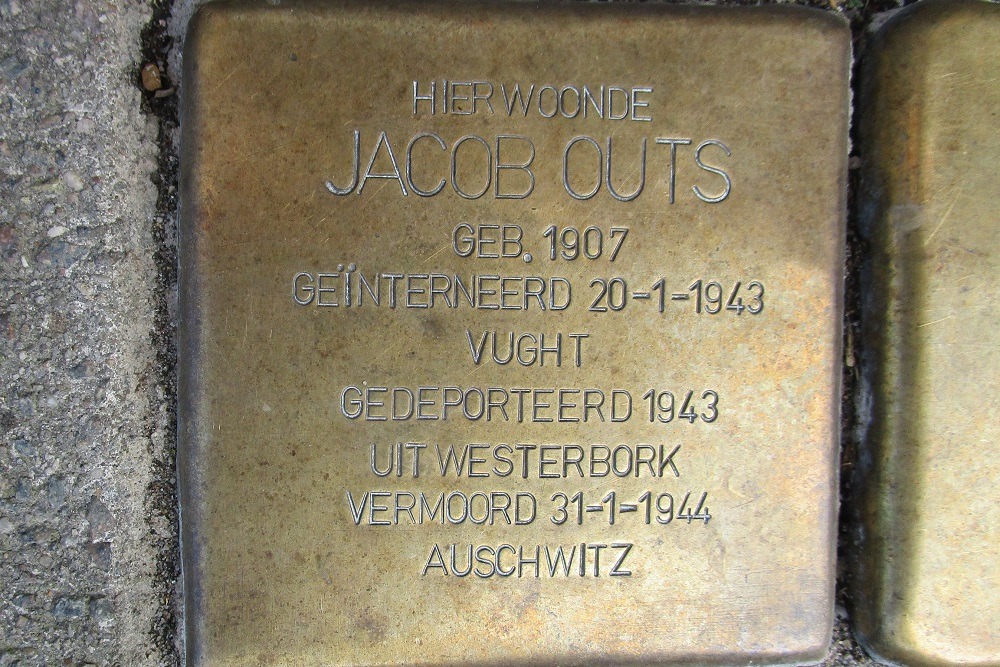 HIER WOONDE
JACOB OUTS
GEB. 1907
GEÏNTERNEERD 20-1-1943
VUGHT
GEDEPORTEERD 1943
UIT WESTERBORK
VERMOORD 31-1-1944
AUSCHWITZ